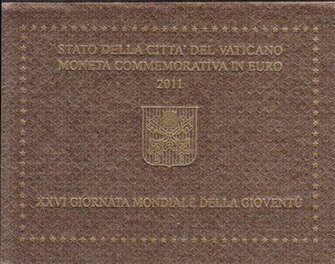 STATO DELLA CITTA' DEL VATICANO
MONETA COMMEMORATIVA IN EURO
2011
XXVI GIORNATA MONDIALE DELLA GIOVENTÙ